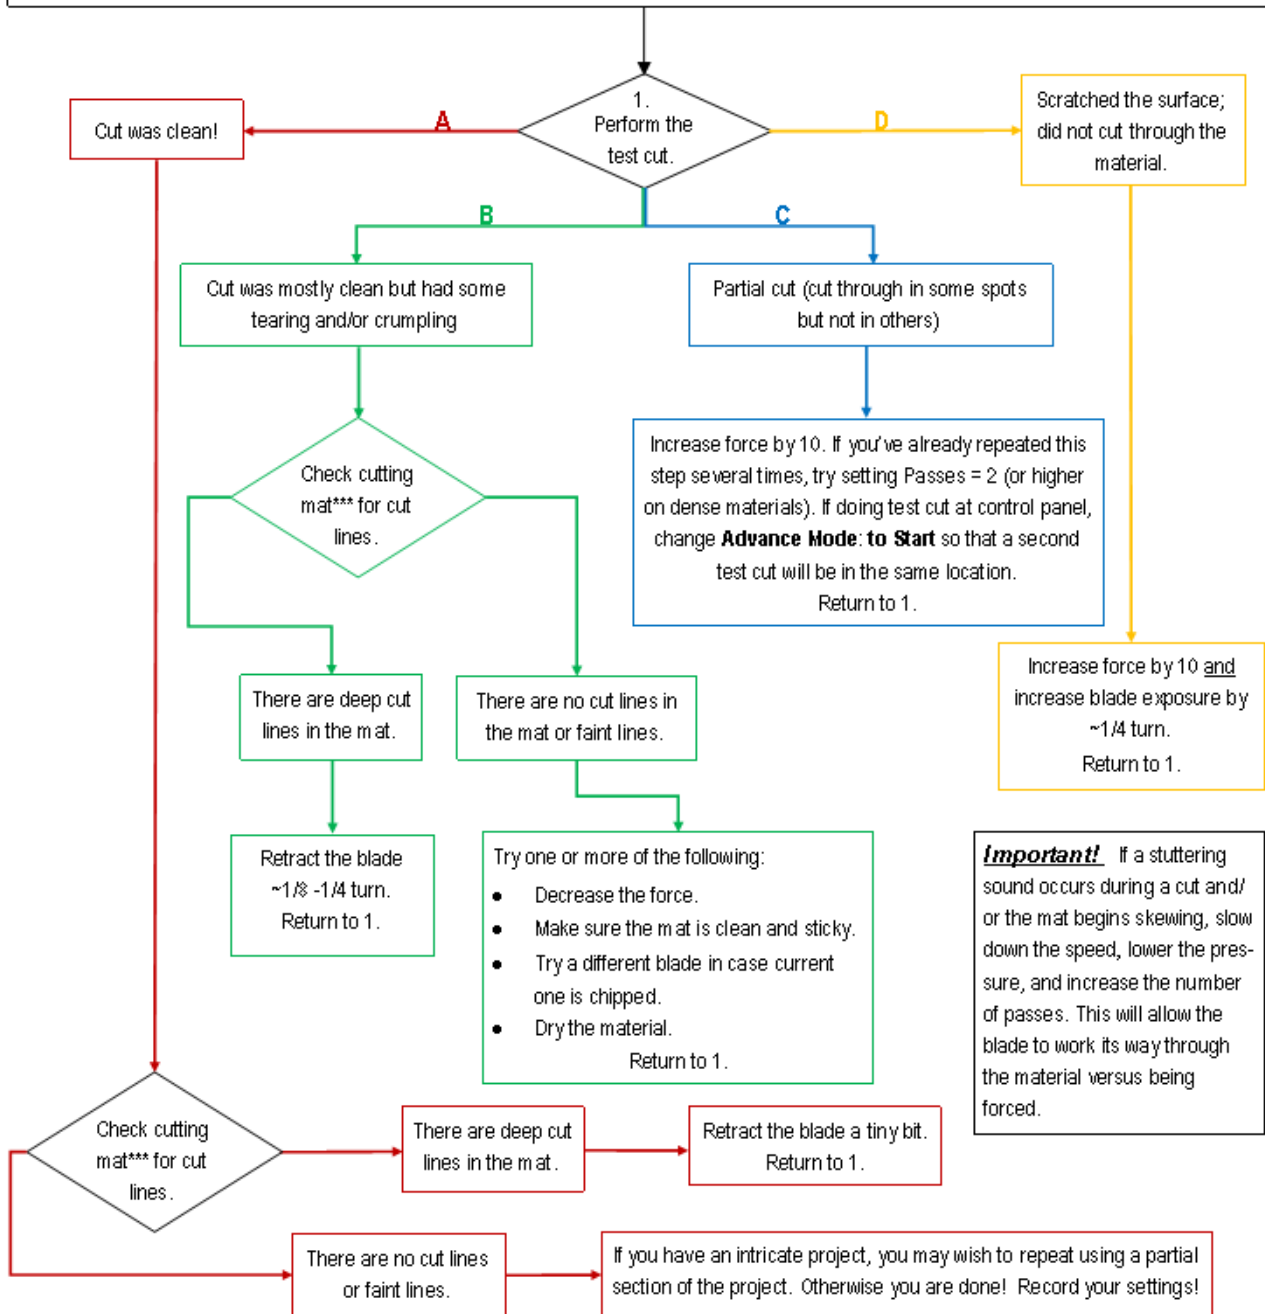 1.
Perform the
test cut.
A
Cut was clean!
D
Scratched the surface;
did not cut through the
material.
B
C
Cut was mostly clean but had some
tearing and/or crumpling
Partial cut (cut through in some spots
but not in others)
Check cutting
mat*** for cut
lines.
Increase force by 10. If you've already repeated this
step several times, try setting Passes = 2 (or higher
on dense materials). If doing test cut at control panel,
change Advance Mode: to Start so that a second
test cut will be in the same location.
Return to 1.
There are deep cut
lines in the mat.
There are no cut lines in
the mat or faint lines.
Increase force by 10 and
increase blade exposure by
~1/4 turn.
Return to 1.
Retract the blade
~1/8 -1/4 turn.
Return to 1.
Try one or more of the following:
• Decrease the force.
• Make sure the mat is clean and sticky.
• Try a different blade in case current
one is chipped.
• Dry the material.
Return to 1.
Important! If a stuttering
sound occurs during a cut and/
or the mat begins skewing, slow
down the speed, lower the pres-
sure, and increase the number
of passes. This will allow the
blade to work its way through
the material versus being
forced.
Check cutting
mat*** for cut
lines.
There are deep cut
lines in the mat.
Retract the blade a tiny bit.
Return to 1.
There are no cut lines
or faint lines.
If you have an intricate project, you may wish to repeat using a partial
section of the project. Otherwise you are done! Record your settings!